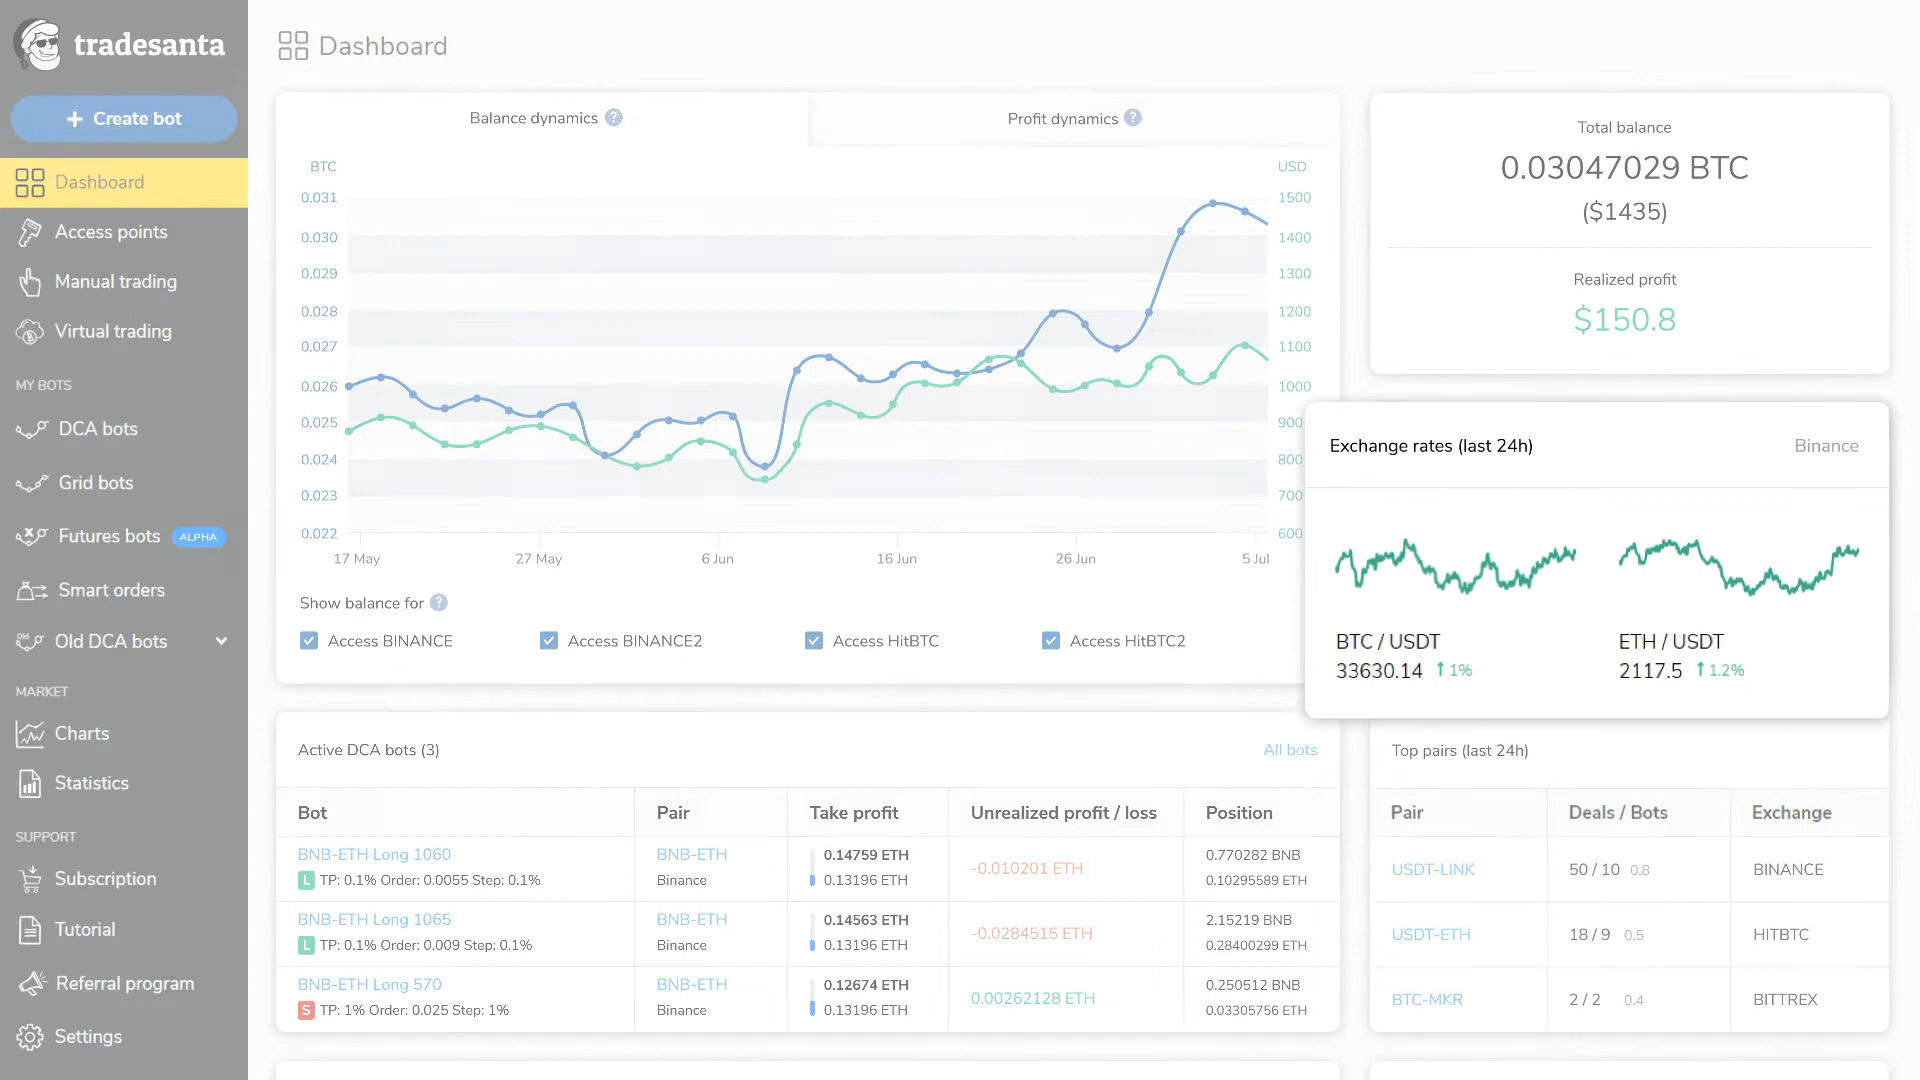 tradesanta
+ Create bot
Dashboard
Access points
Manual trading
Virtual trading
MY BOTS
DCA bots
Grid bots
Futures bots ALPHA
Smart orders
Old DCA bots
MARKET
Charts
Statistics
SUPPORT
Subscription
Tutorial
Referral program
Settings
Dashboard
Balance dynamics ?
Profit dynamics ?
BTC USD
0.031 1500
0.030 1400
0.029 1300
0.028 1200
0.027 1100
0.026 1000
0.025 900
0.024 800
0.023 700
0.022 600
17 May 27 May 6 Jun 16 Jun 26 Jun 5 Jul
Show balance for ?
Access BINANCE Access BINANCE2 Access HitBTC Access HitBTC2
Total balance
0.03047029 BTC
($1435)
Realized profit
$150.8
Exchange rates (last 24h) Binance
BTC / USDT ETH / USDT
33630.14 1% 2117.5 1.2%
Active DCA bots (3) All bots
Bot Pair Take profit Unrealized profit / loss Position
BNB-ETH Long 1060 BNB-ETH 0.14759 ETH -0.010201 ETH 0.770282 BNB
L TP: 0.1% Order: 0.0055 Step: 0.1% Binance 0.13196 ETH 0.10295589 ETH
BNB-ETH Long 1065 BNB-ETH 0.14563 ETH -0.0284515 ETH 2.15219 BNB
L TP: 0.1% Order: 0.009 Step: 0.1% Binance 0.13196 ETH 0.28400299 ETH
BNB-ETH Long 570 BNB-ETH 0.12674 ETH 0.00262128 ETH 0.250512 BNB
S TP: 1% Order: 0.025 Step: 1% Binance 0.13196 ETH 0.03305756 ETH
Top pairs (last 24h)
Pair Deals / Bots Exchange
USDT-LINK 50 / 10 0.8 BINANCE
USDT-ETH 18 / 9 0.5 HITBTC
BTC-MKR 2 / 2 0.4 BITTREX